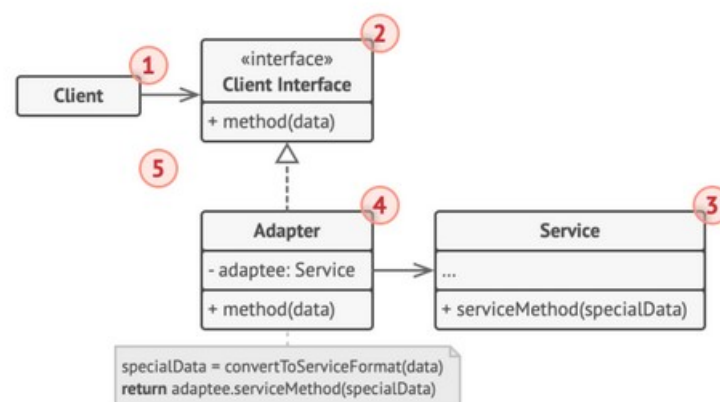 1
Client
2
«interface»
Client Interface
+ method(data)
5
4
Adapter
- adaptee: Service
+ method(data)
3
Service
...
+ serviceMethod(specialData)
specialData = convertToServiceFormat(data)
return adaptee.serviceMethod(specialData)